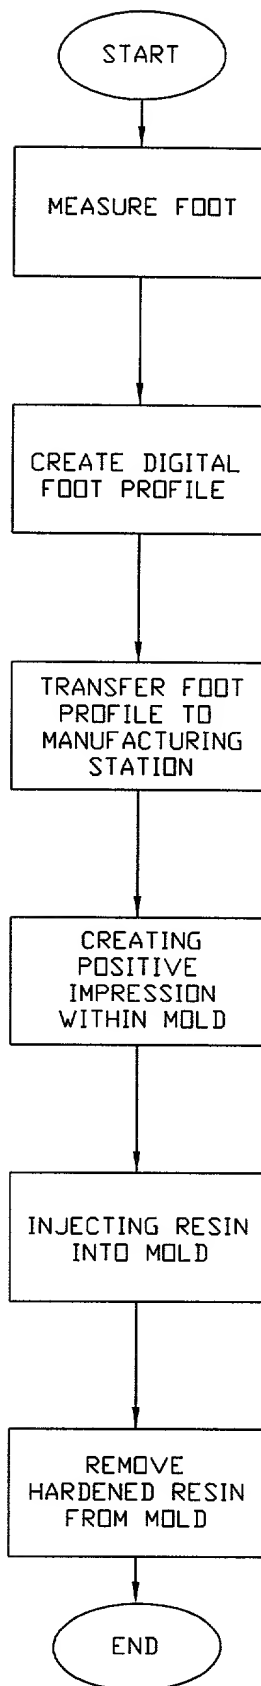 START
MEASURE FOOT
CREATE DIGITAL
FOOT PROFILE
TRANSFER FOOT
PROFILE TO
MANUFACTURING
STATION
CREATING
POSITIVE
IMPRESSION
WITHIN MOLD
INJECTING RESIN
INTO MOLD
REMOVE
HARDENED RESIN
FROM MOLD
END